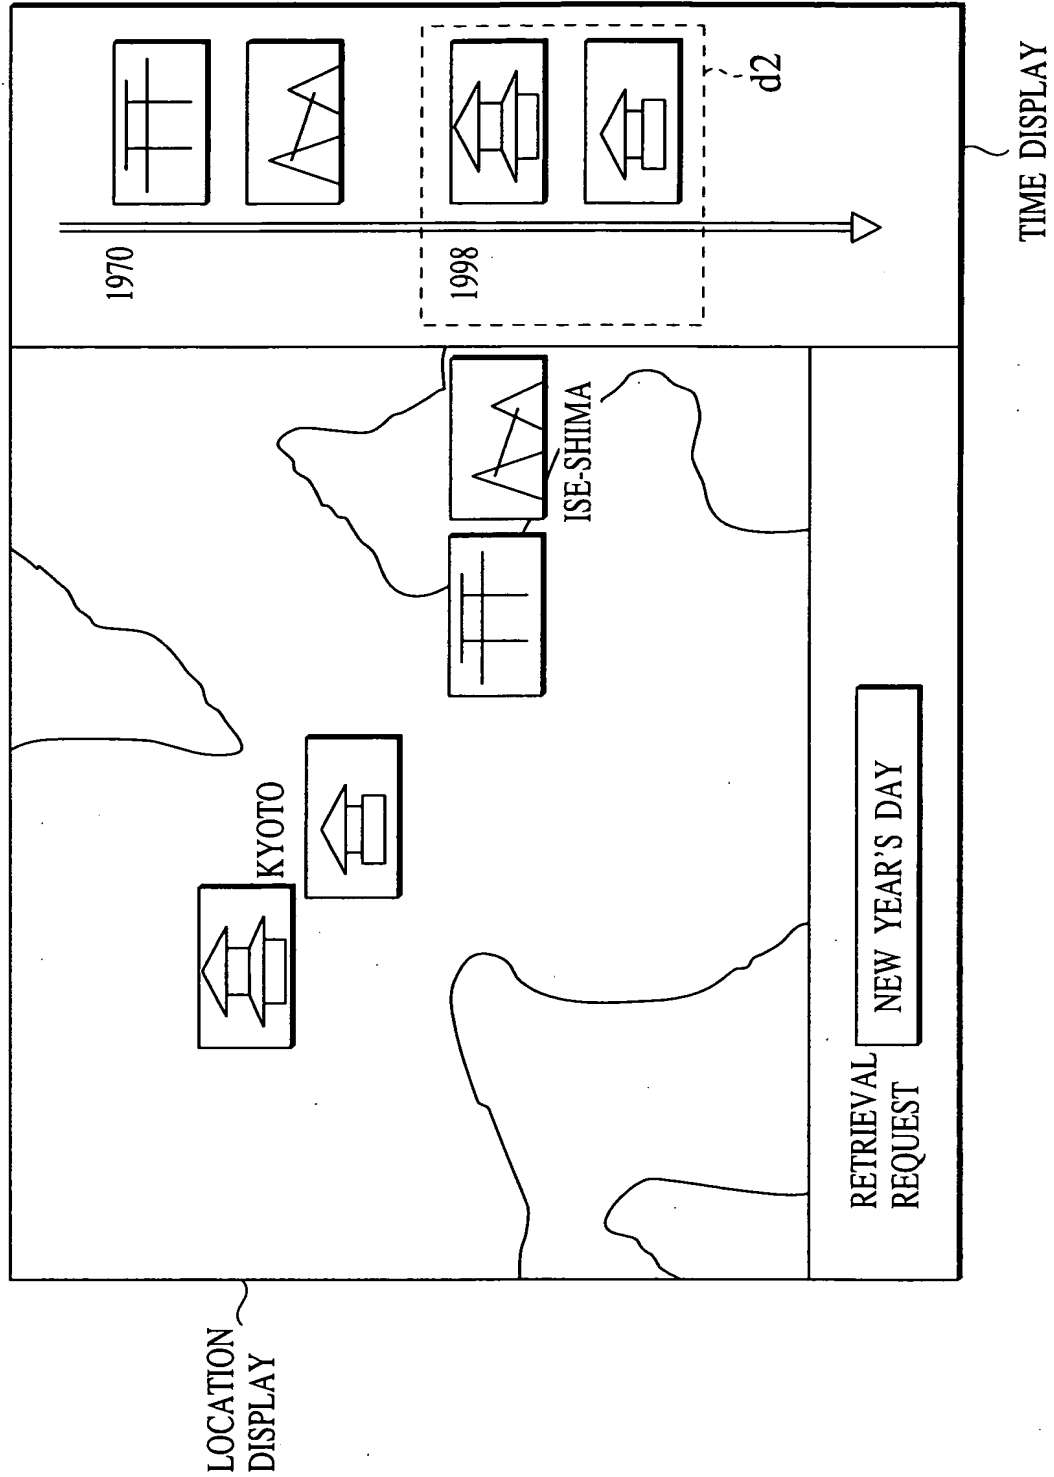 LOCATION
DISPLAY
KYOTO
ISE-SHIMA
1970
1998
d2
RETRIEVAL
REQUEST
NEW YEAR'S DAY
TIME DISPLAY